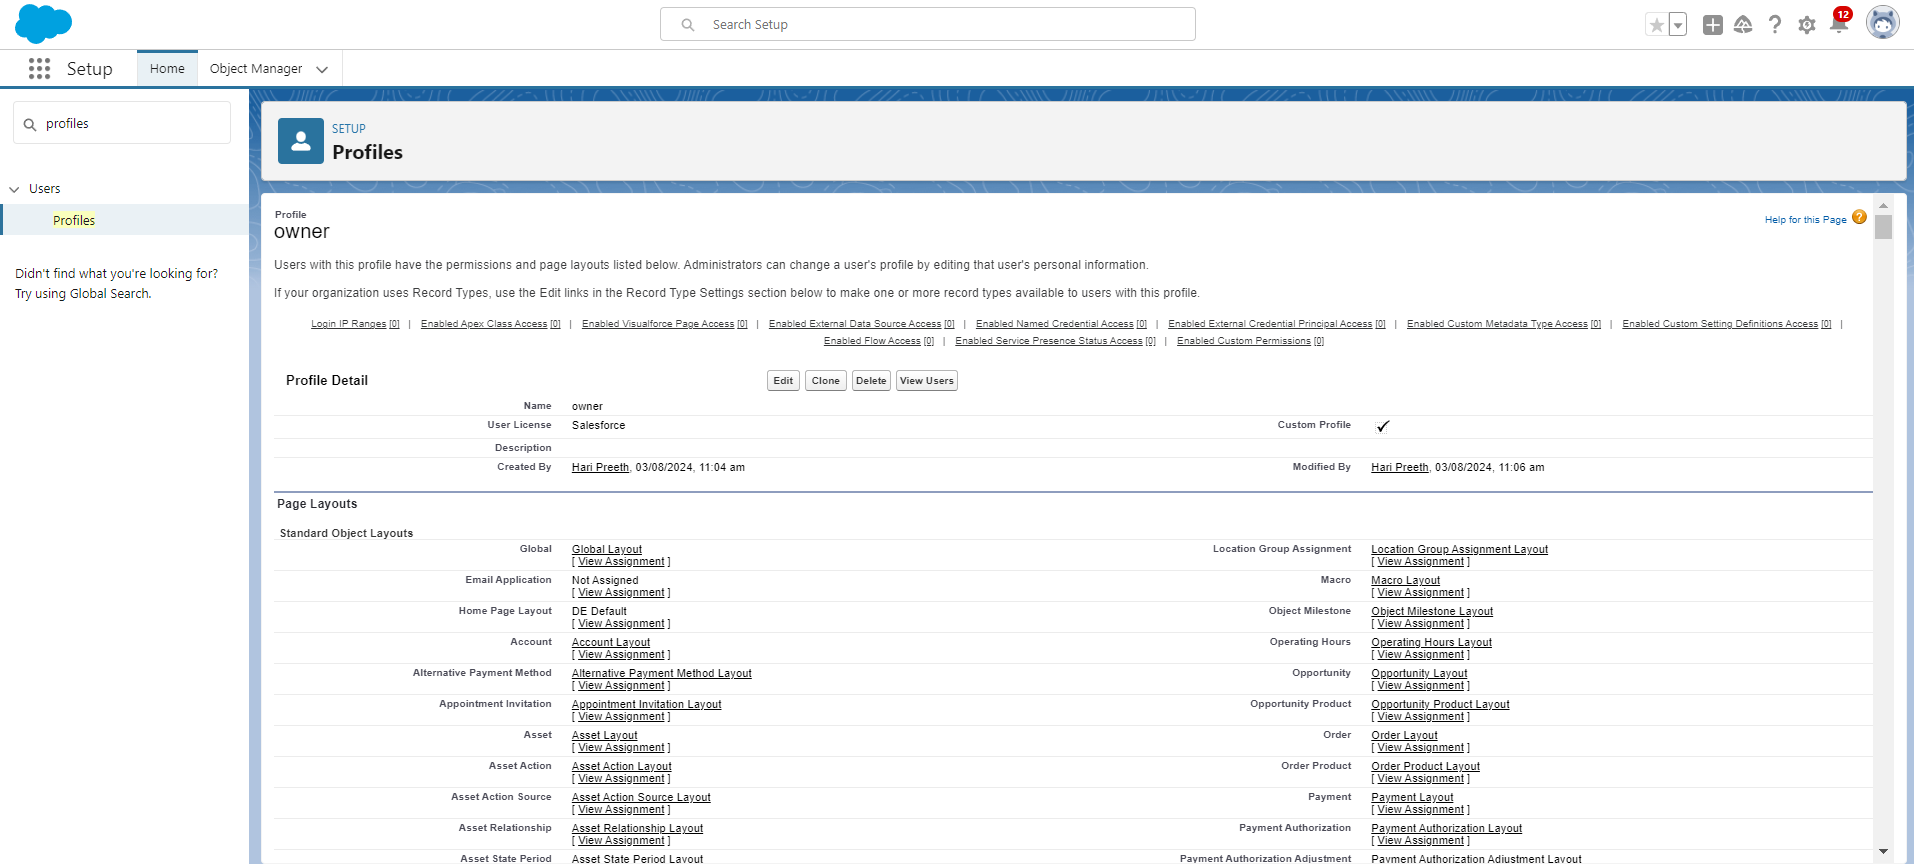 Search Setup
12
Setup
Home
Object Manager
profiles
Users
Profiles
Didn't find what you're looking for?
Try using Global Search.
SETUP
Profiles
Profile
owner
Help for this Page ?
Users with this profile have the permissions and page layouts listed below. Administrators can change a user's profile by editing that user's personal information.
If your organization uses Record Types, use the Edit links in the Record Type Settings section below to make one or more record types available to users with this profile.
Login IP Ranges [0] | Enabled Apex Class Access [0] | Enabled Visualforce Page Access [0] | Enabled External Data Source Access [0] | Enabled Named Credential Access [0] | Enabled External Credential Principal Access [0] | Enabled Custom Metadata Type Access [0] | Enabled Custom Setting Definitions Access [0] |
Enabled Flow Access [0] | Enabled Service Presence Status Access [0] | Enabled Custom Permissions [0]
Profile Detail Edit Clone Delete View Users
Name owner
User License Salesforce Custom Profile ✓
Description
Created By Hari Preeth, 03/08/2024, 11:04 am Modified By Hari Preeth, 03/08/2024, 11:06 am
Page Layouts
Standard Object Layouts
Global Global Layout Location Group Assignment Location Group Assignment Layout
[ View Assignment ] [ View Assignment ]
Email Application Not Assigned Macro Macro Layout
[ View Assignment ] [ View Assignment ]
Home Page Layout DE Default Object Milestone Object Milestone Layout
[ View Assignment ] [ View Assignment ]
Account Account Layout Operating Hours Operating Hours Layout
[ View Assignment ] [ View Assignment ]
Alternative Payment Method Alternative Payment Method Layout Opportunity Opportunity Layout
[ View Assignment ] [ View Assignment ]
Appointment Invitation Appointment Invitation Layout Opportunity Product Opportunity Product Layout
[ View Assignment ] [ View Assignment ]
Asset Asset Layout Order Order Layout
[ View Assignment ] [ View Assignment ]
Asset Action Asset Action Layout Order Product Order Product Layout
[ View Assignment ] [ View Assignment ]
Asset Action Source Asset Action Source Layout Payment Payment Layout
[ View Assignment ] [ View Assignment ]
Asset Relationship Asset Relationship Layout Payment Authorization Payment Authorization Layout
[ View Assignment ] [ View Assignment ]
Asset State Period Asset State Period Layout Payment Authorization Adjustment Payment Authorization Adjustment Layout